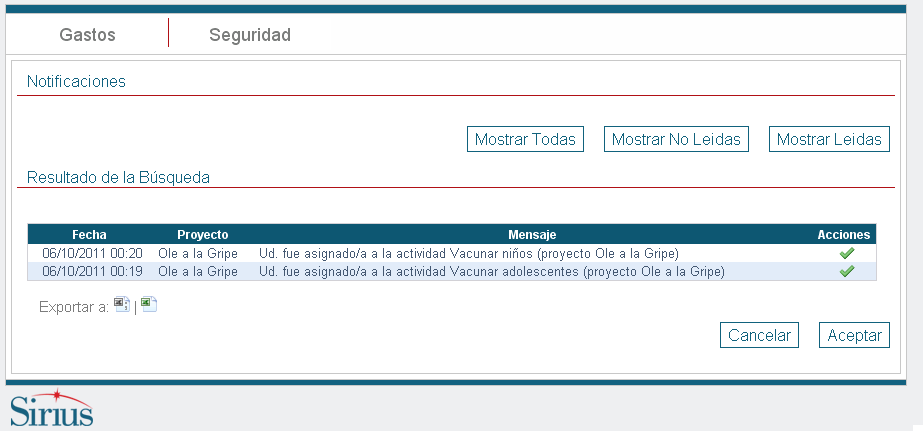 Gastos Seguridad
Notificaciones
Mostrar Todas Mostrar No Leidas Mostrar Leidas
Resultado de la Búsqueda
Fecha Proyecto Mensaje Acciones
06/10/2011 00:20 Ole a la Gripe Ud. fue asignado/a a la actividad Vacunar niños (proyecto Ole a la Gripe)
06/10/2011 00:19 Ole a la Gripe Ud. fue asignado/a a la actividad Vacunar adolescentes (proyecto Ole a la Gripe)
Exportar a: |
Cancelar Aceptar
Sirius